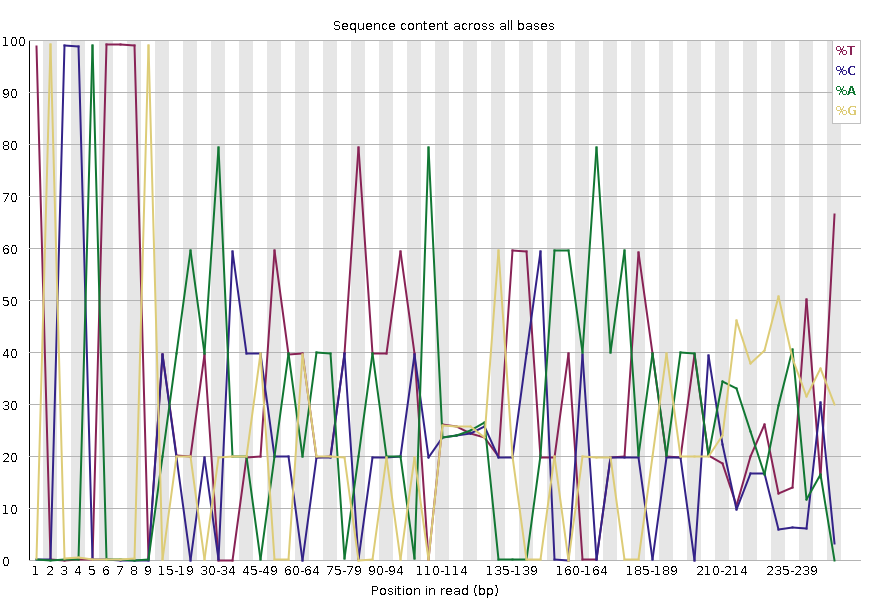 Sequence content across all bases
%T
%C
%A
%G
100
90
80
70
60
50
40
30
20
10
0
1 2 3 4 5 6 7 8 9 15-19 30-34 45-49 60-64 75-79 90-94 110-114 135-139 160-164 185-189 210-214 235-239
Position in read (bp)